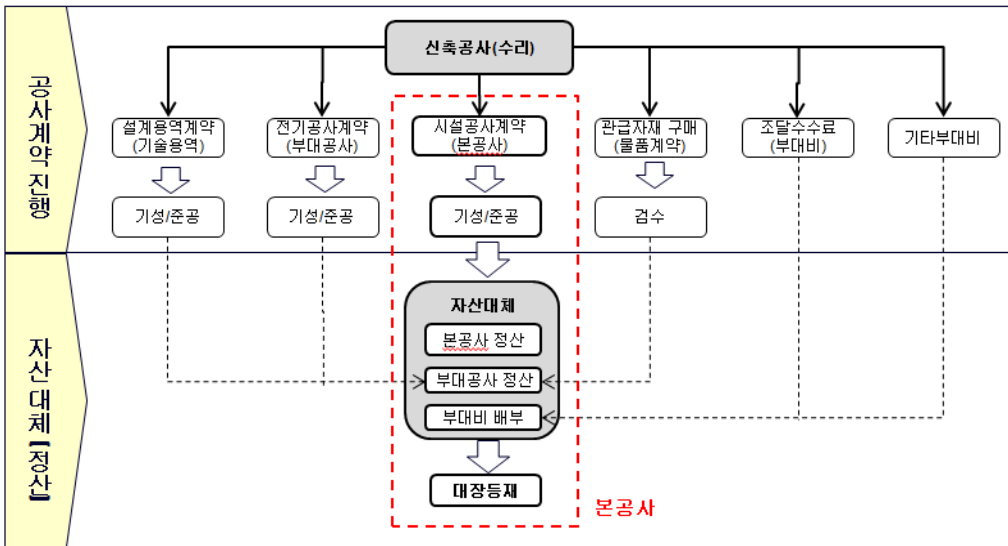 공사계약 진행
신축공사(수리)
설계용역계약
(기술용역)
전기공사계약
(부대공사)
시설공사계약
(본공사)
관급자재 구매
(물품계약)
조달수수료
(부대비)
기타부대비
기성/준공
기성/준공
기성/준공
검수
자산대체 [정산]
자산대체
본공사 정산
부대공사 정산
부대비 배부
대장등재
본공사